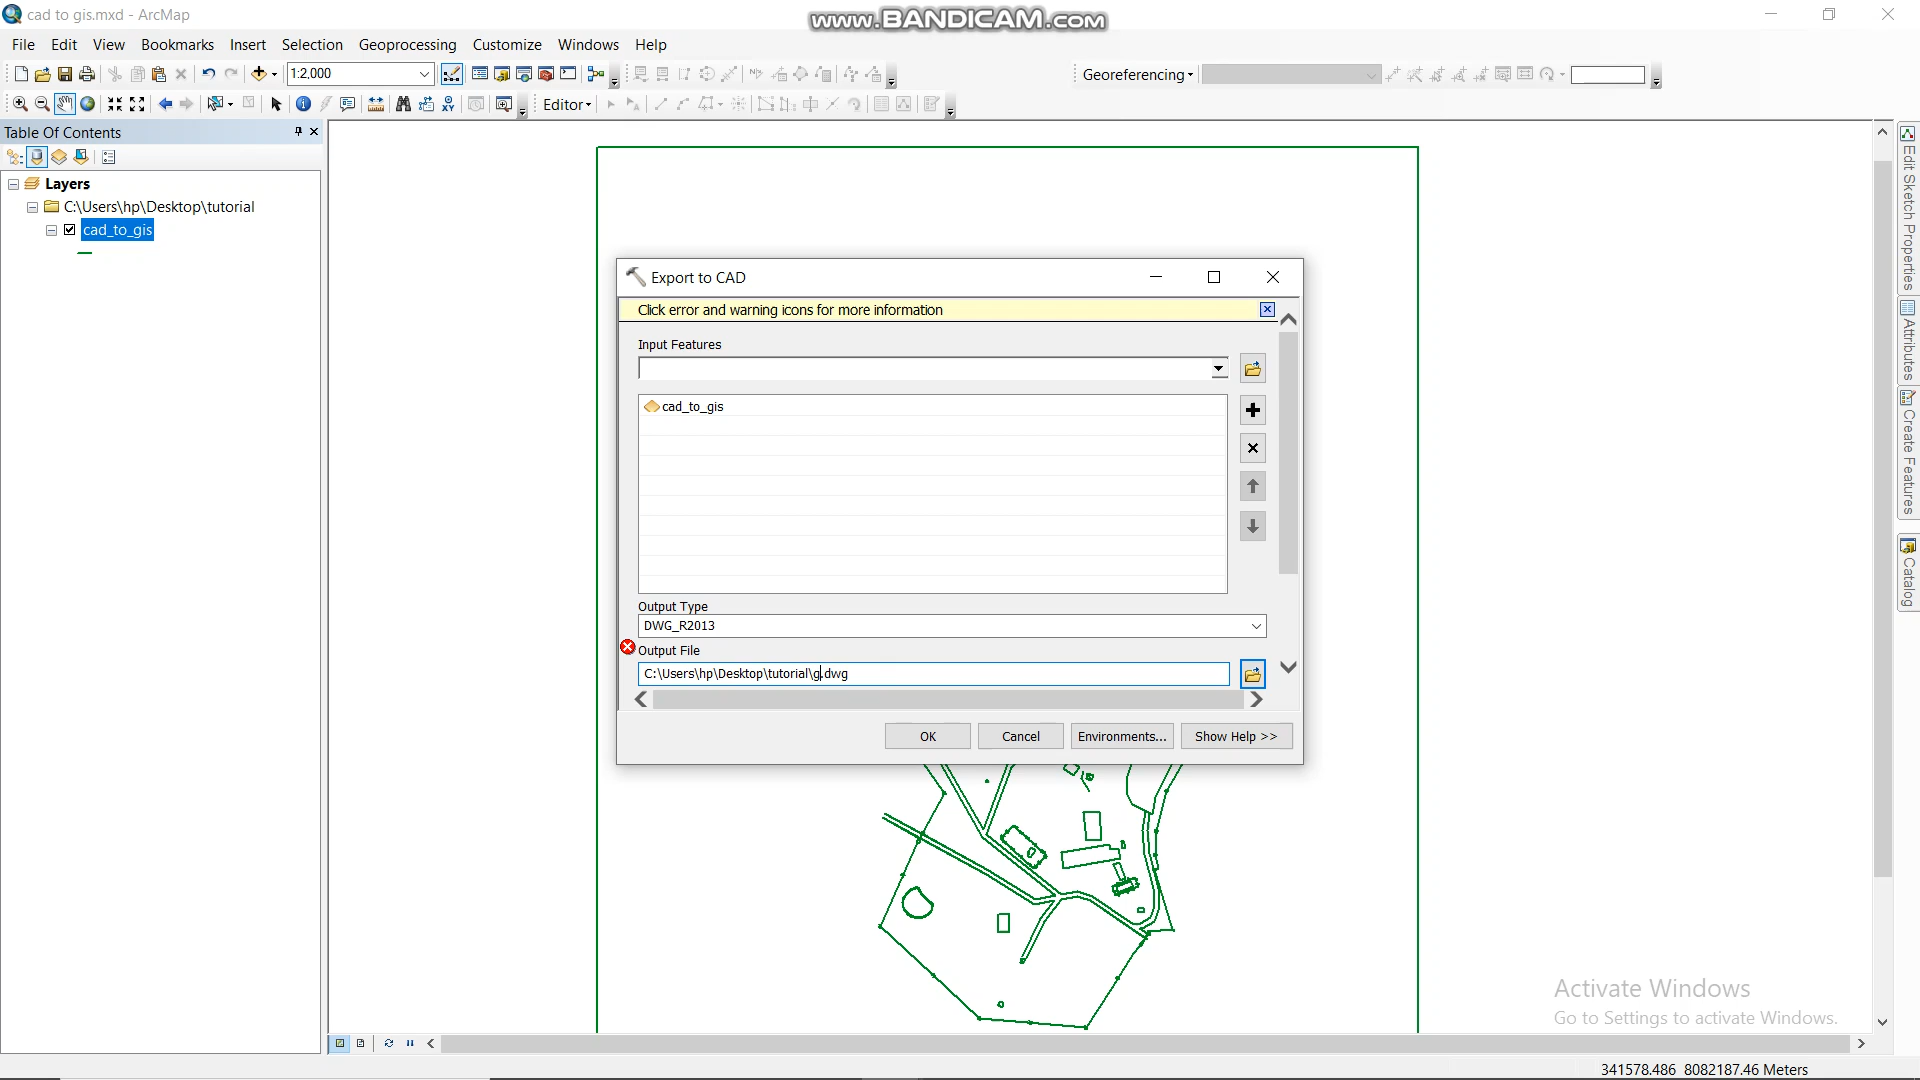 cad to gis.mxd - ArcMap
www.BANDICAM.com
File Edit View Bookmarks Insert Selection Geoprocessing Customize Windows Help
1:2,000
Georeferencing
Editor
Table Of Contents
Layers
C:\Users\hp\Desktop\tutorial
cad_to_gis
Export to CAD
Click error and warning icons for more information
Input Features
cad_to_gis
Output Type
DWG_R2013
Output File
C:\Users\hp\Desktop\tutorial\g.dwg
OK Cancel Environments... Show Help >>
Edit Sketch Properties
Attributes
Create Features
Catalog
Activate Windows
Go to Settings to activate Windows.
341578.486 8082187.46 Meters